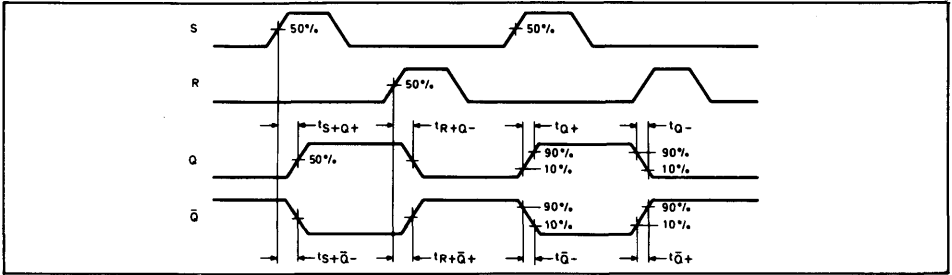 S 50% 50%
R 50%
tS+Q+ tR+Q- tQ+ tQ-
Q 50% 90% 90%
10% 10%
Q̄ 90% 90%
10% 10%
tS+Q̄- tR+Q̄+ tQ̄- tQ̄+